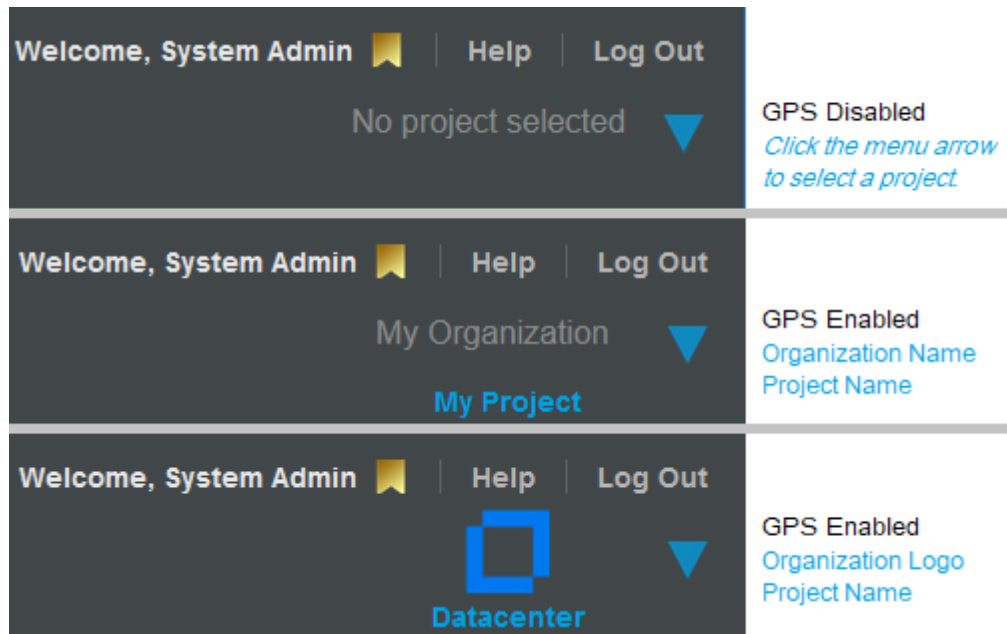 Welcome, System Admin Help Log Out
No project selected
GPS Disabled
Click the menu arrow
to select a project.
Welcome, System Admin Help Log Out
My Organization
My Project
GPS Enabled
Organization Name
Project Name
Welcome, System Admin Help Log Out
Datacenter
GPS Enabled
Organization Logo
Project Name